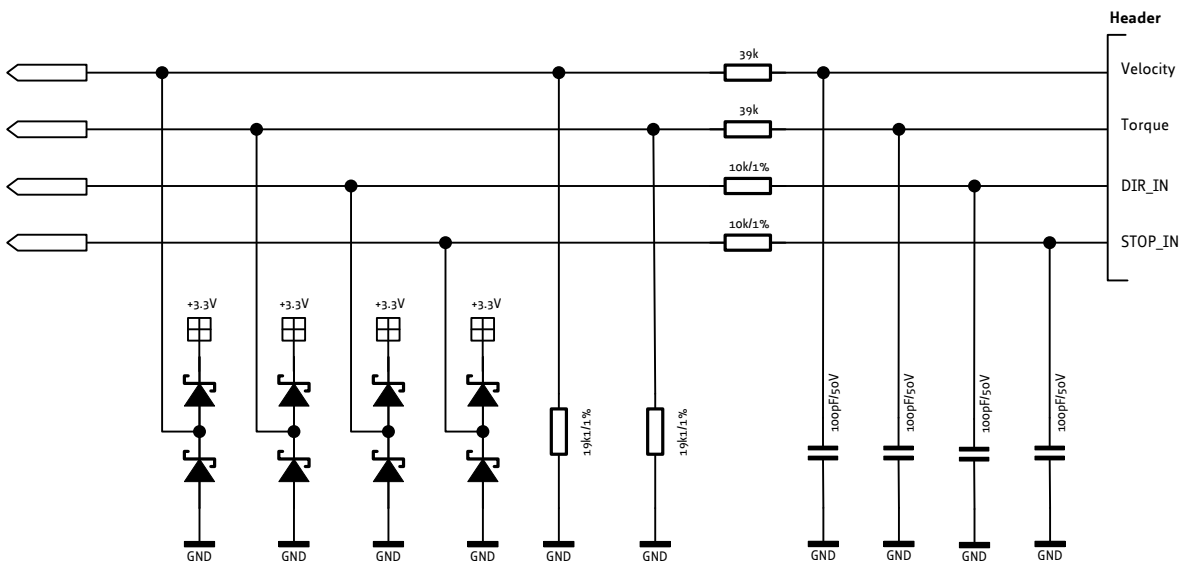 Header
39k
Velocity
39k
Torque
10k/1%
DIR_IN
10k/1%
STOP_IN
+3.3V
+3.3V
+3.3V
+3.3V
19k1/1%
19k1/1%
100pF/50V
100pF/50V
100pF/50V
100pF/50V
GND
GND
GND
GND
GND
GND
GND
GND
GND
GND